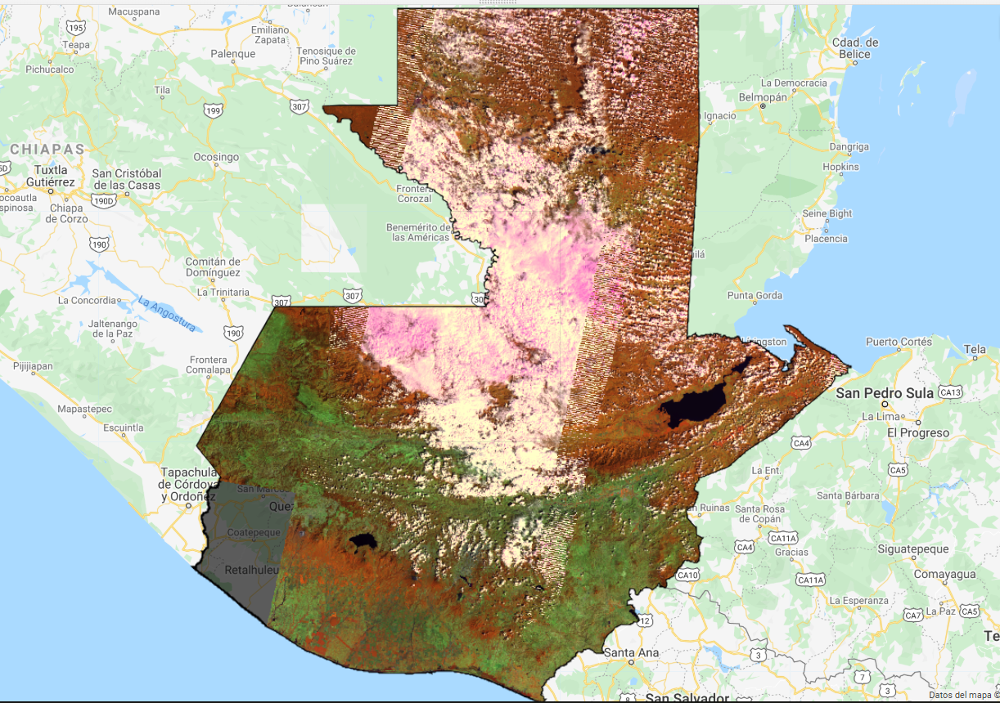 Macuspana
195
Emiliano
Zapata
Teapa
Palenque
Tenosique de
Pino Suárez
Pichucalco
Cdad. de
Belice
Tila
La Democracia
Belmopán
199
307
Ignacio
CHIAPAS
Ocosingo
Dangriga
Tuxtla
Gutiérrez
San Cristóbal
de las Casas
Hopkins
190D
Frontera
Corozal
Chiapa
de Corzo
Seine Bight
Benemérito de
las Américas
Placencia
190
Comitán de
Domínguez
La Trinitaria
307
307
Punta Gorda
La Concordia
La Angostura
Jaltenango
de la Paz
190
Puerto Cortés
Tela
Pijijiapan
Frontera
Comalapa
San Pedro Sula
CA13
La Lima
Mapastepec
El Progreso
Escuintla
CA4
Tapachula
de Córdova
y Ordoñez
La Ent.
CA5
San Marcos
Santa Bárbara
Ruinas
Santa Rosa
de Copán
Coatepeque
CA11A
CA4
Gracias
Siguatepeque
Retalhuleu
CA10
CA11A
Comayagua
La Esperanza
CA7
La Paz
CA5
12
Te
Santa Ana
3
7
3
8
San Salvador
Datos del mapa ©